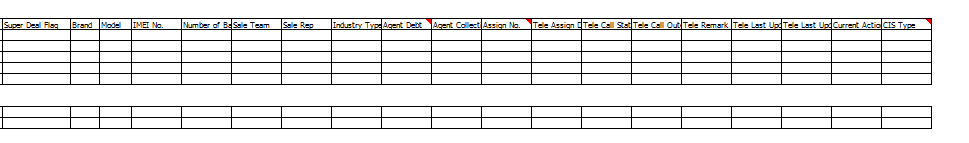 Super Deal Flag Brand Model IMEI No. Number of Ba Sale Team Sale Rep Industry Type Agent Debt Agent Collecti Assign No. Tele Assign D Tele Call Stat Tele Call Out Tele Remark Tele Last Upd Tele Last Upd Current Actio CIS Type